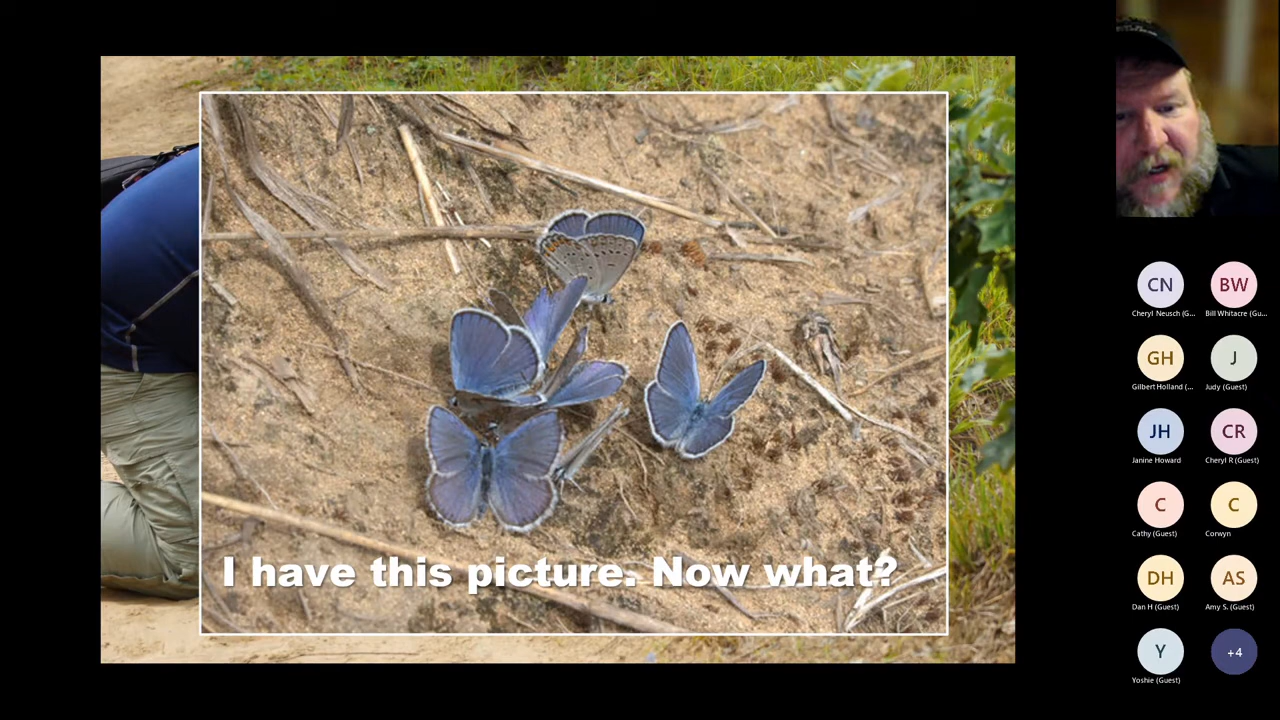 I have this picture. Now what?
CN
BW
Cheryl Neusch (G...
Bill Whitacre (Gu...
GH
J
Gilbert Holland (...
Judy (Guest)
JH
CR
Janine Howard
Cheryl R (Guest)
C
C
Cathy (Guest)
Corwyn
DH
AS
Dan H (Guest)
Amy S. (Guest)
Y
+4
Yoshie (Guest)